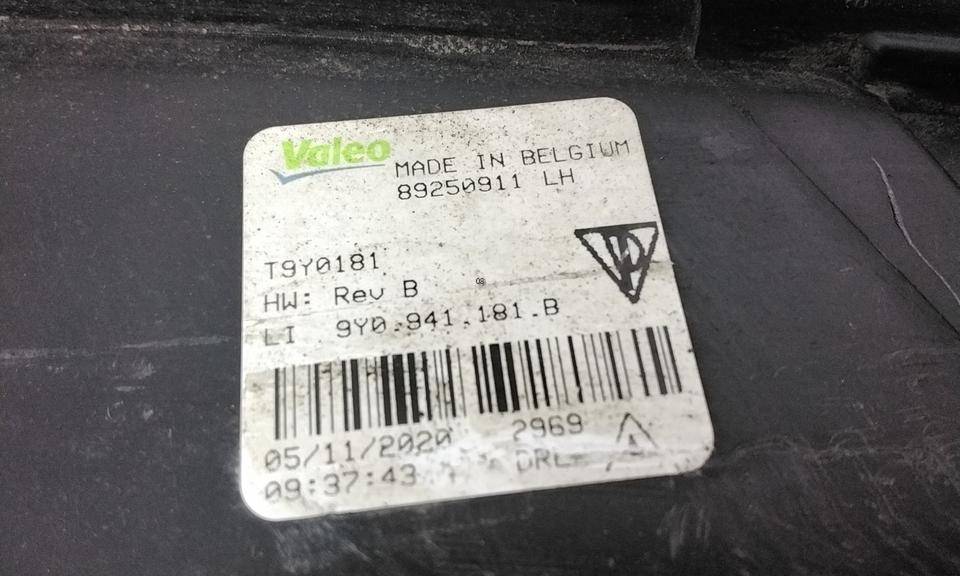 Valeo
MADE IN BELGIUM
89250911 LH
T9Y0181
HW: Rev B
LI 9Y0.941.181.B
05/11/2020 2969
09:37:43 DRL A